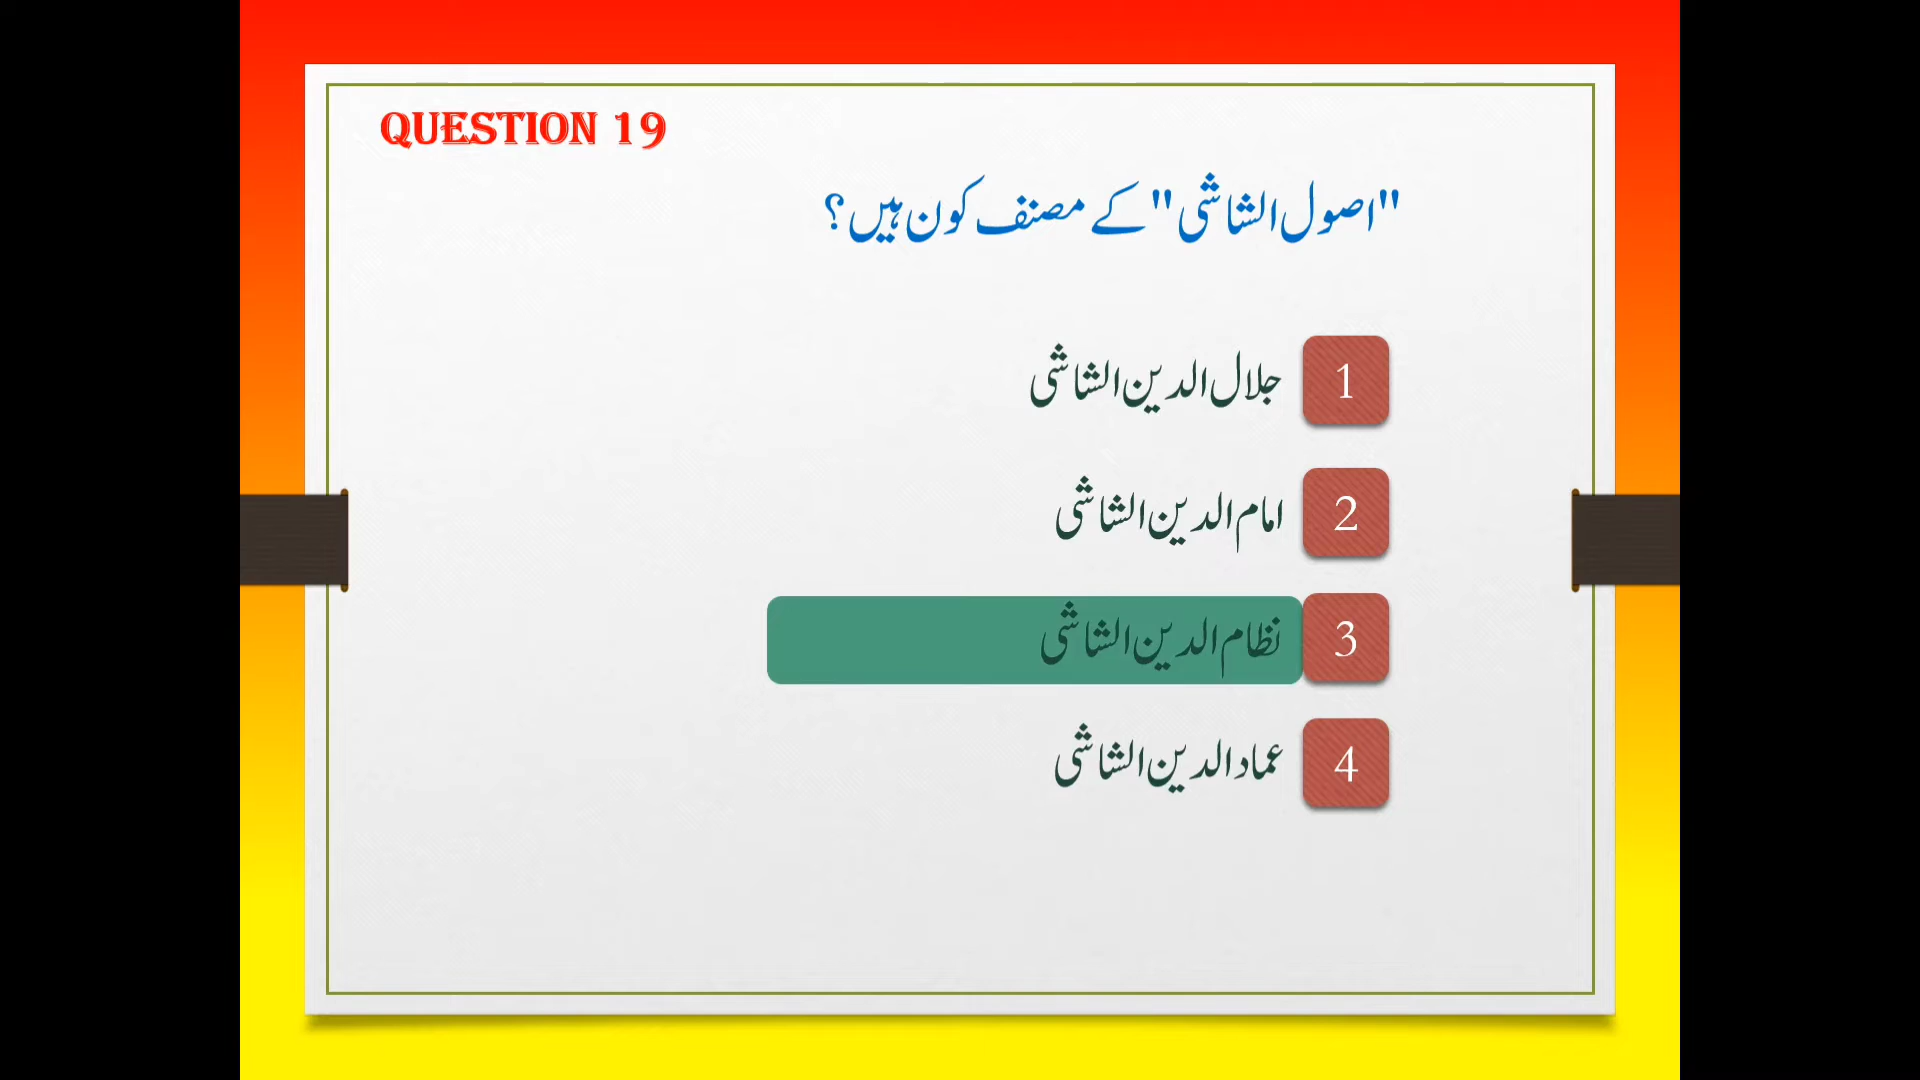 QUESTION 19
"اصول الشاشی" کے مصنف کون ہیں؟
1 جلال الدین الشاشی
2 امام الدین الشاشی
3 نظام الدین الشاشی
4 عماد الدین الشاشی